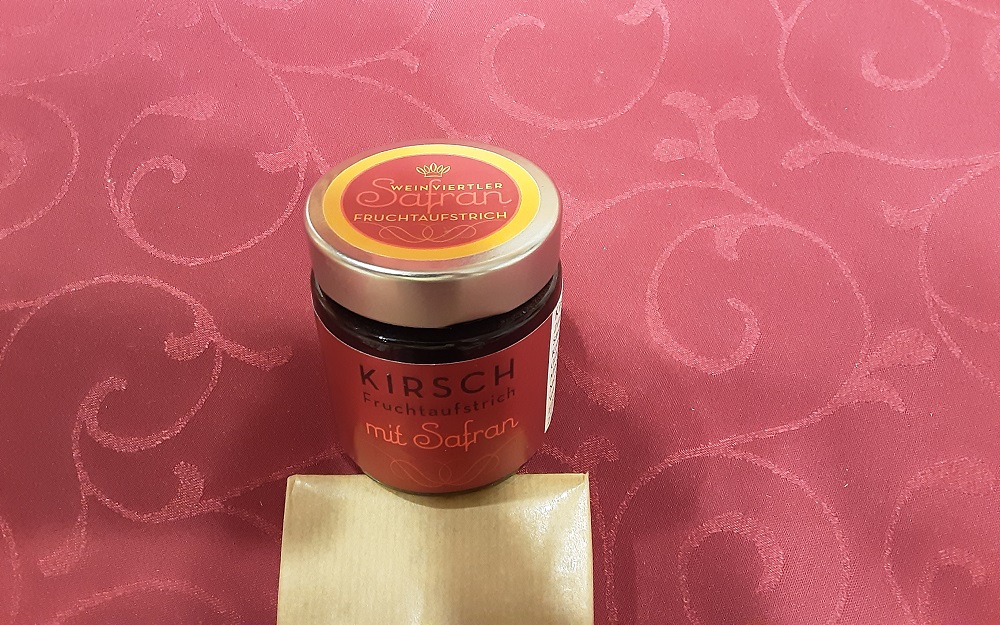 WEINVIERTLER
Safran
FRUCHTAUFSTRICH
KIRSCH
Fruchtaufstrich
mit Safran